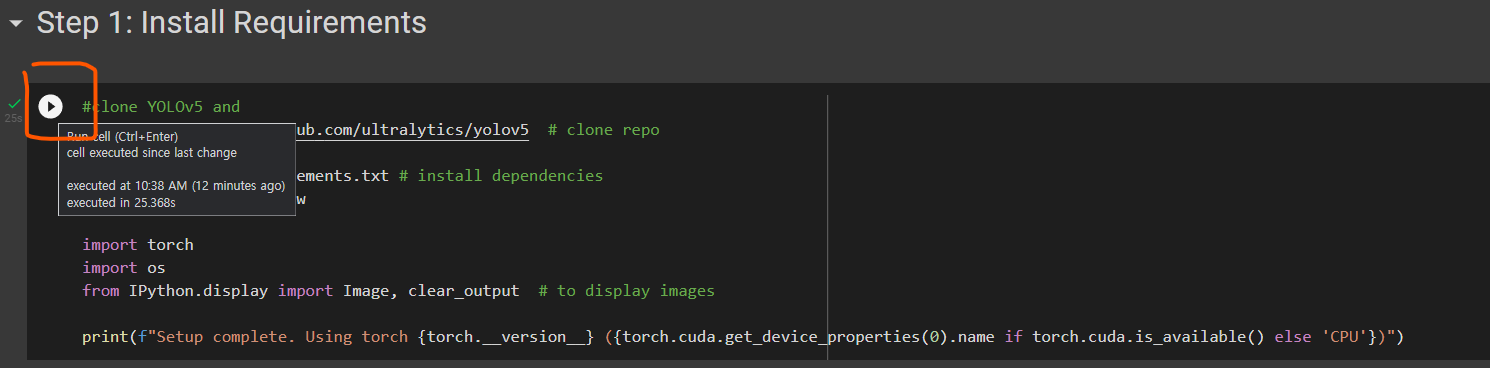 Step 1: Install Requirements
#clone YOLOv5 and
25s
Run cell (Ctrl+Enter)
ub.com/ultralytics/yolov5 # clone repo
cell executed since last change
ements.txt # install dependencies
executed at 10:38 AM (12 minutes ago)
executed in 25.368s
w
import torch
import os
from IPython.display import Image, clear_output # to display images
print(f"Setup complete. Using torch {torch.__version__} ({torch.cuda.get_device_properties(0).name if torch.cuda.is_available() else 'CPU'})")